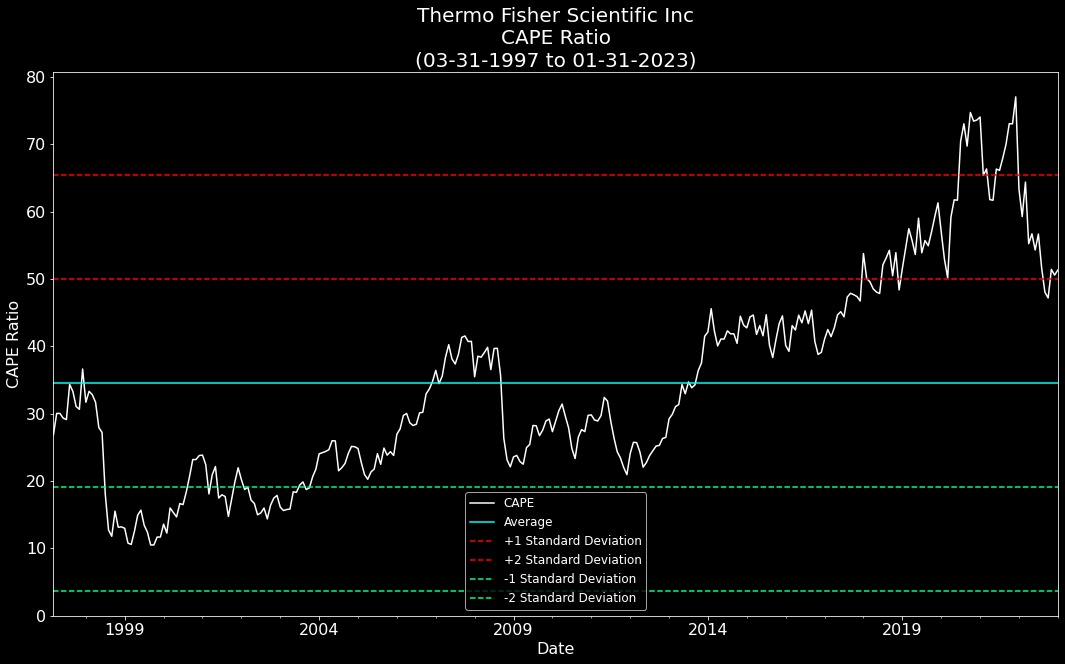 Thermo Fisher Scientific Inc
CAPE Ratio
(03-31-1997 to 01-31-2023)
80
70
60
50
40
30
20
10
0
CAPE Ratio
CAPE
Average
+1 Standard Deviation
+2 Standard Deviation
-1 Standard Deviation
-2 Standard Deviation
1999
2004
2009
2014
2019
Date